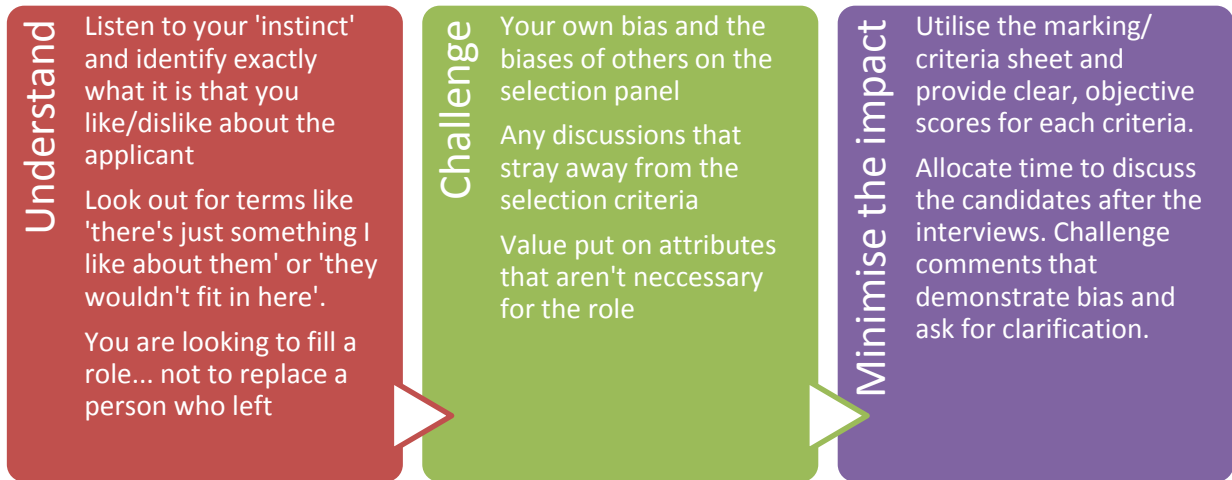 Understand
Listen to your 'instinct'
and identify exactly
what it is that you
like/dislike about the
applicant
Look out for terms like
'there's just something I
like about them' or 'they
wouldn't fit in here'.
You are looking to fill a
role... not to replace a
person who left
Challenge
Your own bias and the
biases of others on the
selection panel
Any discussions that
stray away from the
selection criteria
Value put on attributes
that aren't neccessary
for the role
Minimise the impact
Utilise the marking/
criteria sheet and
provide clear, objective
scores for each criteria.
Allocate time to discuss
the candidates after the
interviews. Challenge
comments that
demonstrate bias and
ask for clarification.